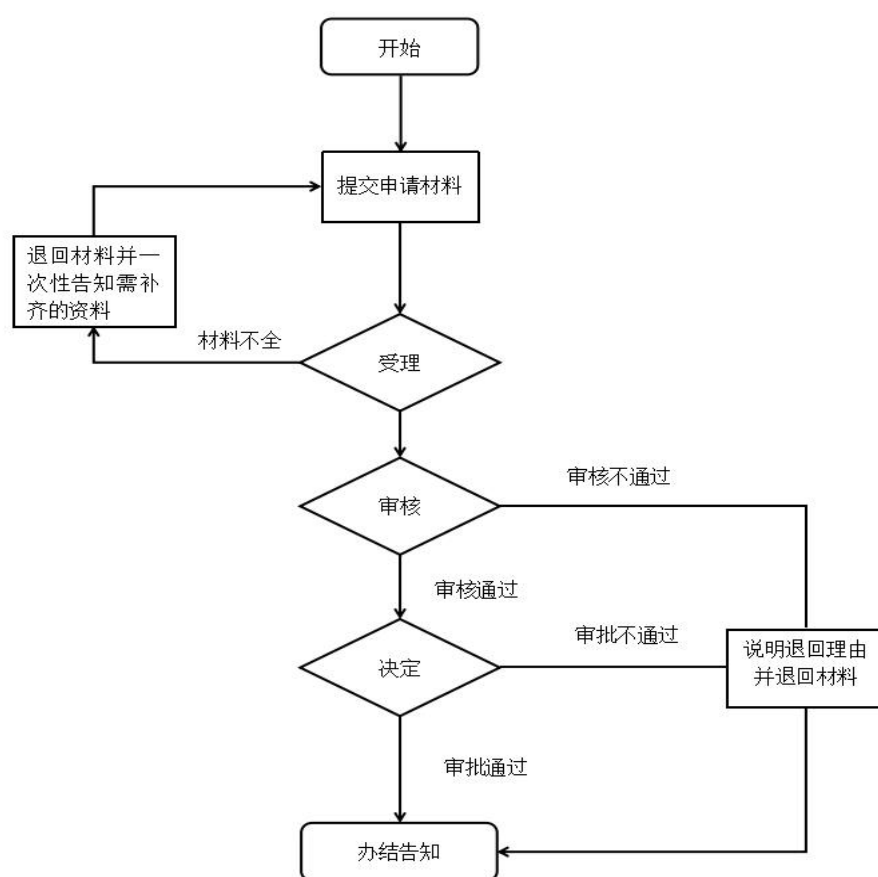 开始
提交申请材料
退回材料并一
次性告知需补
齐的资料
材料不全
受理
审核不通过
审核
审核通过
审批不通过
说明退回理由
并退回材料
决定
审批通过
办结告知